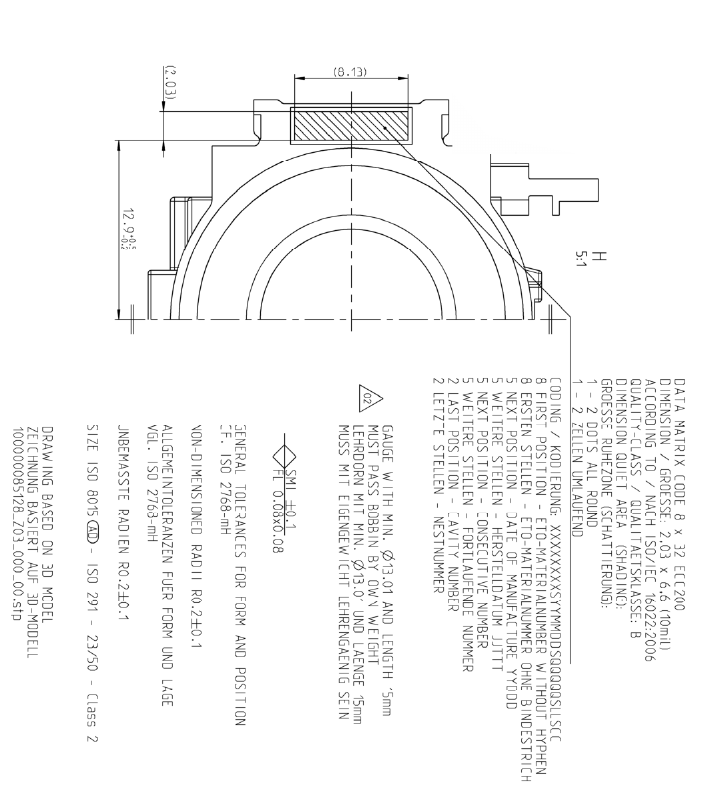 DATA MATRIX CODE 8 x 32 ECC200
DIMENSION / GROESSE: 2.03 x 6.6 (10mil)
ACCORDING TO / NACH ISO/IEC 16022:2006
QUALITY-CLASS / QUALITAETSKLASSE: B
DIMENSION QUIET AREA (SHADING):
GROESSE RUHEZONE (SCHATTIERUNG):
1 - 2 DOTS ALL ROUND
1 - 2 ZELLEN UMLAUFEND
CODING / KODIERUNG: XXXXXXXXSYYMMDDSQQQQQSLLSCC
8 FIRST POSITION - ETO-MATERIALNUMBER WITHOUT HYPHEN
8 ERSTEN STELLEN - ETO-MATERIALNUMMER OHNE BINDESTRICH
5 NEXT POSITION - DATE OF MANUFACTURE YYDDD
5 WEITERE STELLEN - HERSTELLDATUM JJTTT
5 NEXT POSITION - CONSECUTIVE NUMBER
5 WEITERE STELLEN - FORTLAUFENDE NUMMER
2 LAST POSITION - CAVITY NUMBER
2 LETZTE STELLEN - NESTNUMMER
H
5:1
(8.13)
(2.03)
12.9 +0.5 -0.2
02
GAUGE WITH MIN. Ø13.01 AND LENGTH 15mm
MUST PASS BOBBIN BY OWN WEIGHT
LEHRDORN MIT MIN. Ø13.01 UND LAENGE 15mm
MUSS MIT EIGENGEWICHT LEHRENGAENIG SEIN
SML ±0.1
FL 0.08x0.08
GENERAL TOLERANCES FOR FORM AND POSITION
CF. ISO 2768-mH
NON-DIMENSIONED RADII R0.2±0.1
ALLGEMEINTOLERANZEN FUER FORM UND LAGE
VGL. ISO 2768-mH
UNBEMASSTE RADIEN R0.2±0.1
SIZE ISO 8015 AD - ISO 291 - 23/50 - Class 2
DRAWING BASED ON 3D MODEL
ZEICHNUNG BASIERT AUF 3D-MODELL
100000085128_Z03_000_00.stp